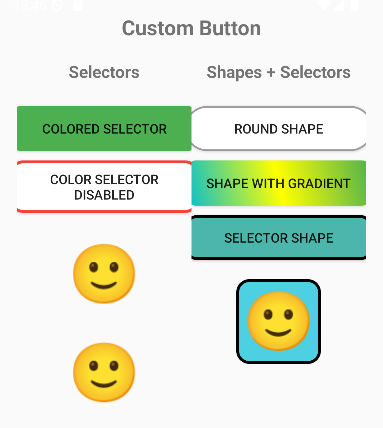 Custom Button
Selectors
Shapes + Selectors
COLORED SELECTOR
ROUND SHAPE
COLOR SELECTOR
DISABLED
SHAPE WITH GRADIENT
SELECTOR SHAPE